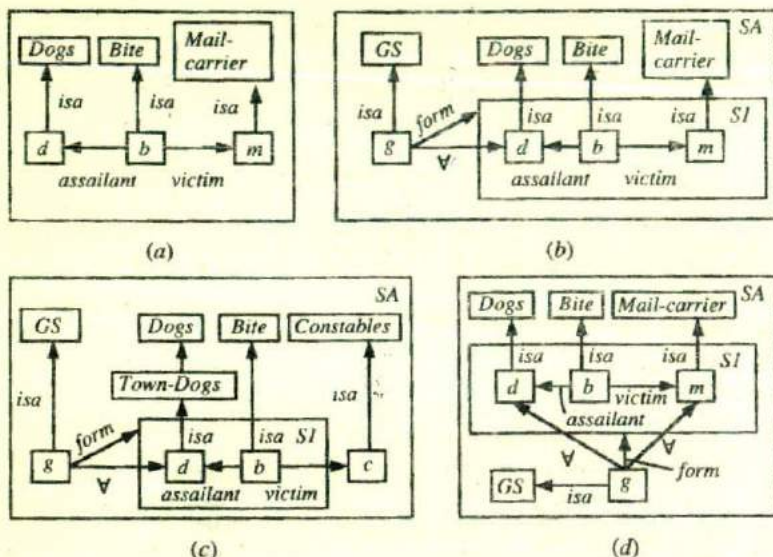 Dogs Bite Mail-
carrier
isa isa isa
d b m
assailant victim
(a)
SA
GS Dogs Bite Mail-
carrier
isa form isa isa isa S1
g d b m
∀ assailant victim
(b)
SA
GS Dogs Bite Constables
Town-Dogs
isa form isa isa S1 isa
g d b c
∀ assailant victim
(c)
Dogs Bite Mail-carrier SA
isa isa isa S1
d b victim m
assailant
∀ ∀ form
GS isa g
(d)